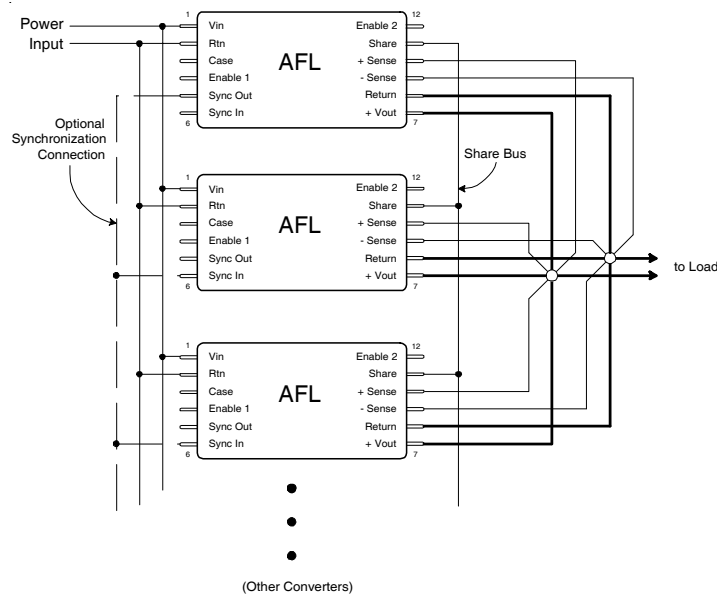 Power
Input
1
12
Vin
Enable 2
Rtn
Share
Case
AFL
+ Sense
Enable 1
- Sense
Sync Out
Return
Sync In
+ Vout
6
7
Optional
Synchronization
Connection
Share Bus
1
12
Vin
Enable 2
Rtn
Share
Case
AFL
+ Sense
Enable 1
- Sense
Sync Out
Return
Sync In
+ Vout
6
7
to Load
1
12
Vin
Enable 2
Rtn
Share
Case
AFL
+ Sense
Enable 1
- Sense
Sync Out
Return
Sync In
+ Vout
6
7
(Other Converters)